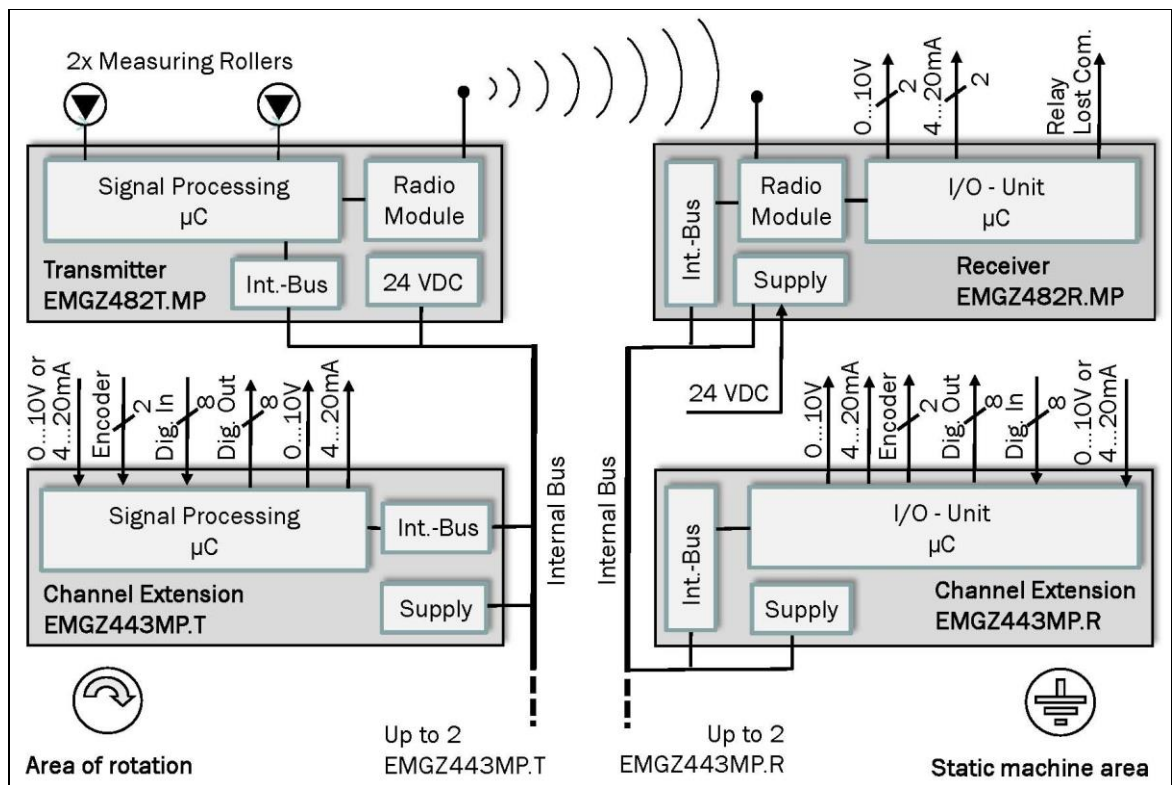 2x Measuring Rollers
0...10V
2
4...20mA
2
Relay
Lost Com.
Signal Processing
µC
Radio
Module
Transmitter
EMGZ482T.MP
Int.-Bus
24 VDC
Int.-Bus
Radio
Module
I/O - Unit
µC
Supply
Receiver
EMGZ482R.MP
24 VDC
0...10V or
4...20mA
Encoder
2
Dig. In
8
Dig. Out
8
0...10V
4...20mA
Signal Processing
µC
Int.-Bus
Channel Extension
EMGZ443MP.T
Supply
Internal Bus
Internal Bus
0...10V
4...20mA
Encoder
2
Dig. Out
8
Dig. In
8
0...10V or
4...20mA
Int.-Bus
I/O - Unit
µC
Supply
Channel Extension
EMGZ443MP.R
Area of rotation
Up to 2
EMGZ443MP.T
Up to 2
EMGZ443MP.R
Static machine area